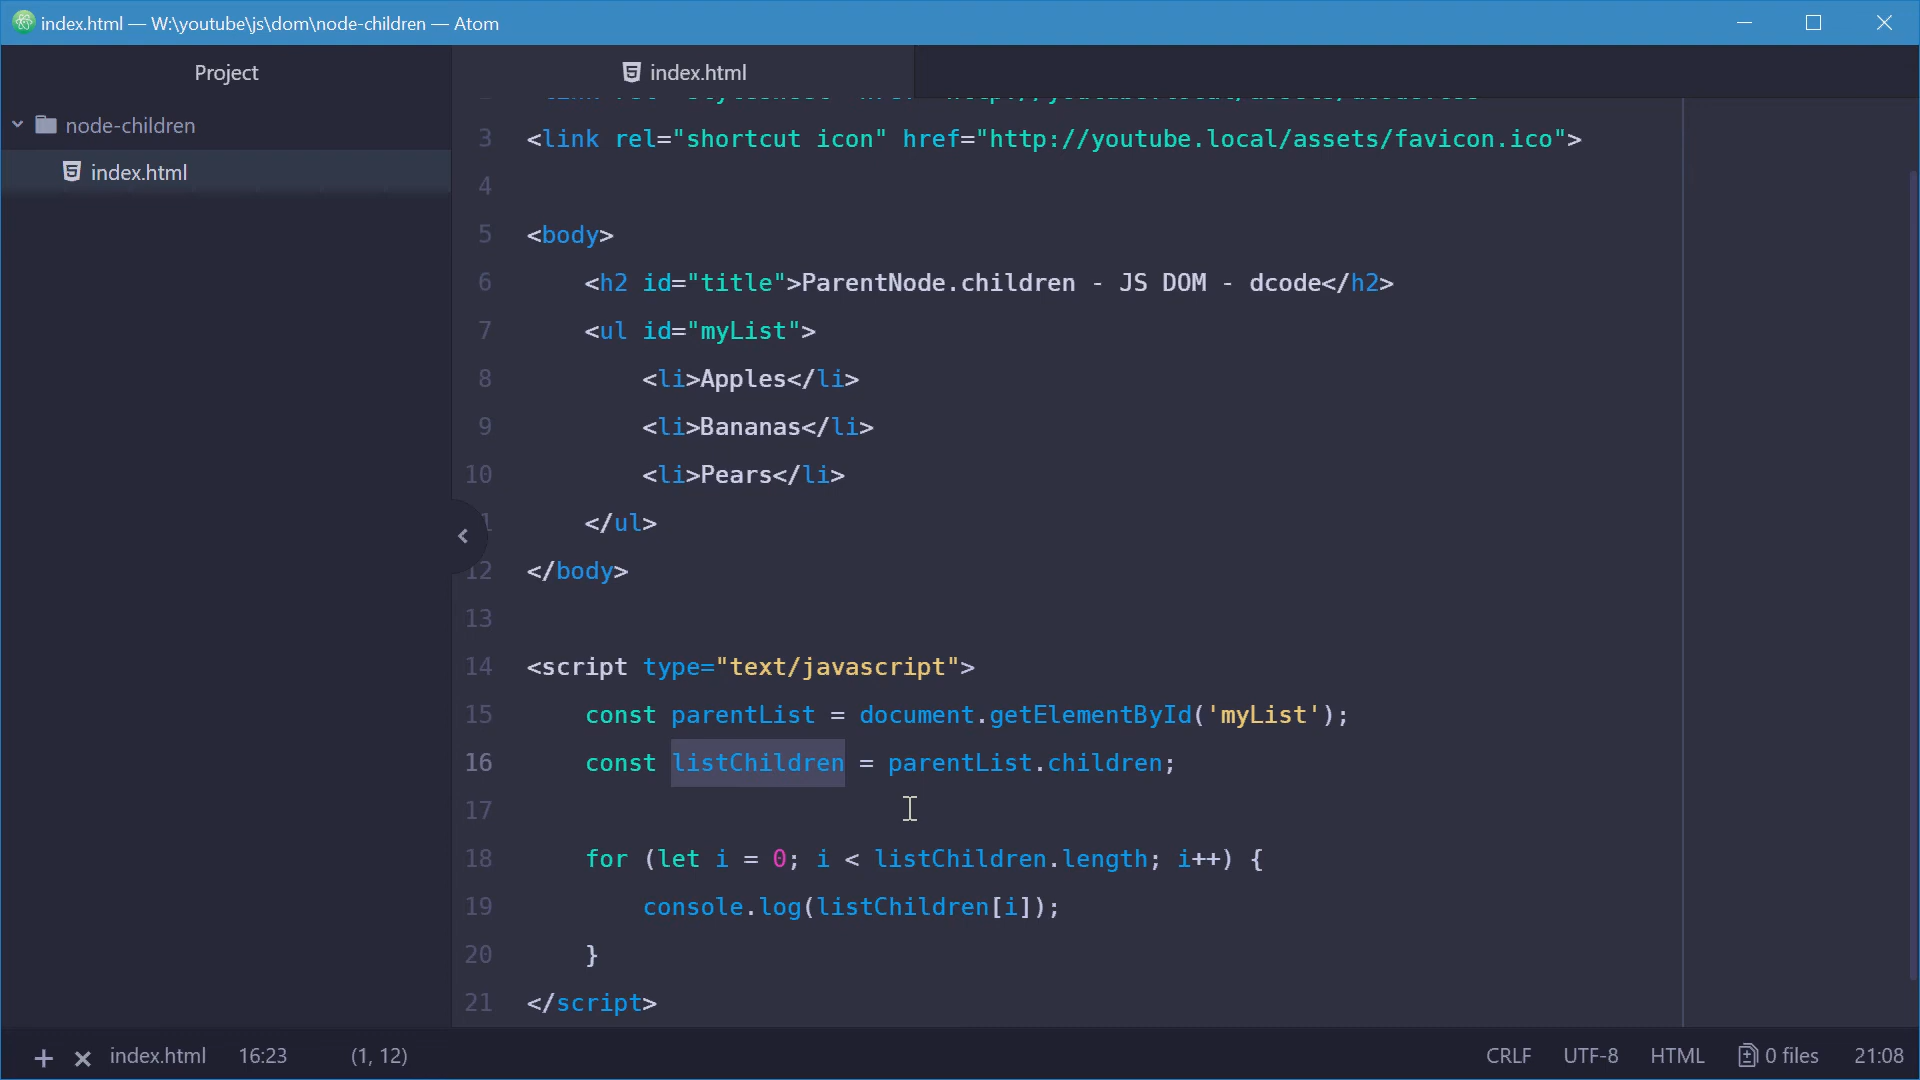 index.html — W:\youtube\js\dom\node-children — Atom
Project
index.html
node-children
index.html
3 <link rel="shortcut icon" href="http://youtube.local/assets/favicon.ico">
4
5 <body>
6 <h2 id="title">ParentNode.children - JS DOM - dcode</h2>
7 <ul id="myList">
8 <li>Apples</li>
9 <li>Bananas</li>
10 <li>Pears</li>
</ul>
12 </body>
13
14 <script type="text/javascript">
15 const parentList = document.getElementById('myList');
16 const listChildren = parentList.children;
17
18 for (let i = 0; i < listChildren.length; i++) {
19 console.log(listChildren[i]);
20 }
21 </script>
index.html 16:23 (1, 12) CRLF UTF-8 HTML 0 files 21:08